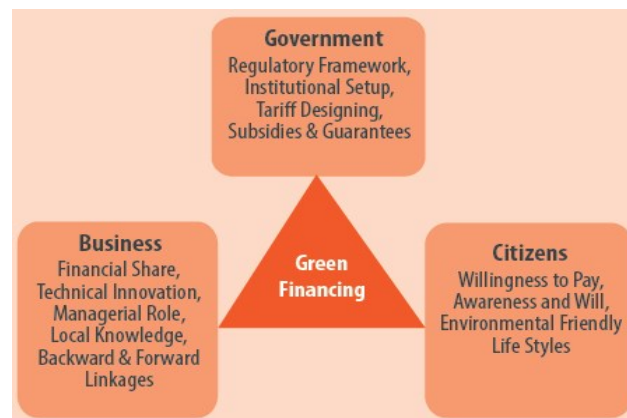 Government
Regulatory Framework,
Institutional Setup,
Tariff Designing,
Subsidies & Guarantees
Business
Financial Share,
Technical Innovation,
Managerial Role,
Local Knowledge,
Backward & Forward
Linkages
Green
Financing
Citizens
Willingness to Pay,
Awareness and Will,
Environmental Friendly
Life Styles